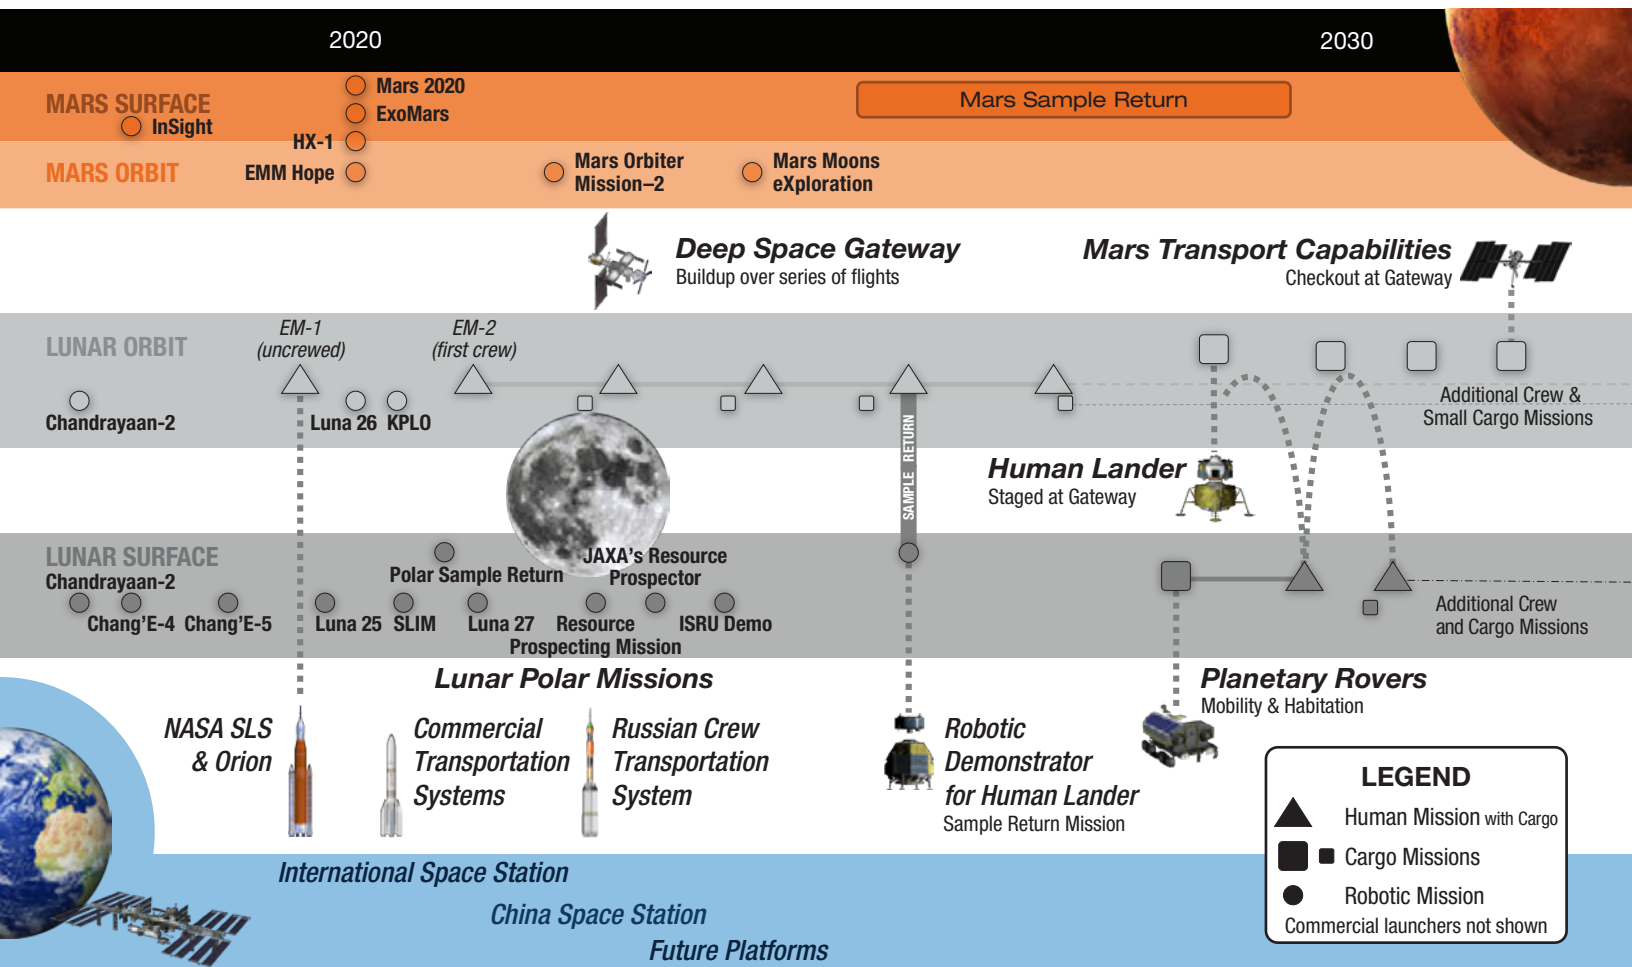 2020
2030
MARS SURFACE
Mars 2020
ExoMars
InSight
HX-1
Mars Sample Return
MARS ORBIT
EMM Hope
Mars Orbiter
Mission–2
Mars Moons
eXploration
Deep Space Gateway
Buildup over series of flights
Mars Transport Capabilities
Checkout at Gateway
LUNAR ORBIT
EM-1
(uncrewed)
EM-2
(first crew)
Chandrayaan-2
Luna 26
KPLO
Additional Crew &
Small Cargo Missions
SAMPLE RETURN
Human Lander
Staged at Gateway
LUNAR SURFACE
Chandrayaan-2
Chang’E-4
Chang’E-5
Luna 25
SLIM
Polar Sample Return
Luna 27
JAXA’s Resource
Prospector
Resource
Prospecting Mission
ISRU Demo
Additional Crew
and Cargo Missions
Lunar Polar Missions
Planetary Rovers
Mobility & Habitation
NASA SLS
& Orion
Commercial
Transportation
Systems
Russian Crew
Transportation
System
Robotic
Demonstrator
for Human Lander
Sample Return Mission
LEGEND
Human Mission with Cargo
Cargo Missions
Robotic Mission
Commercial launchers not shown
International Space Station
China Space Station
Future Platforms